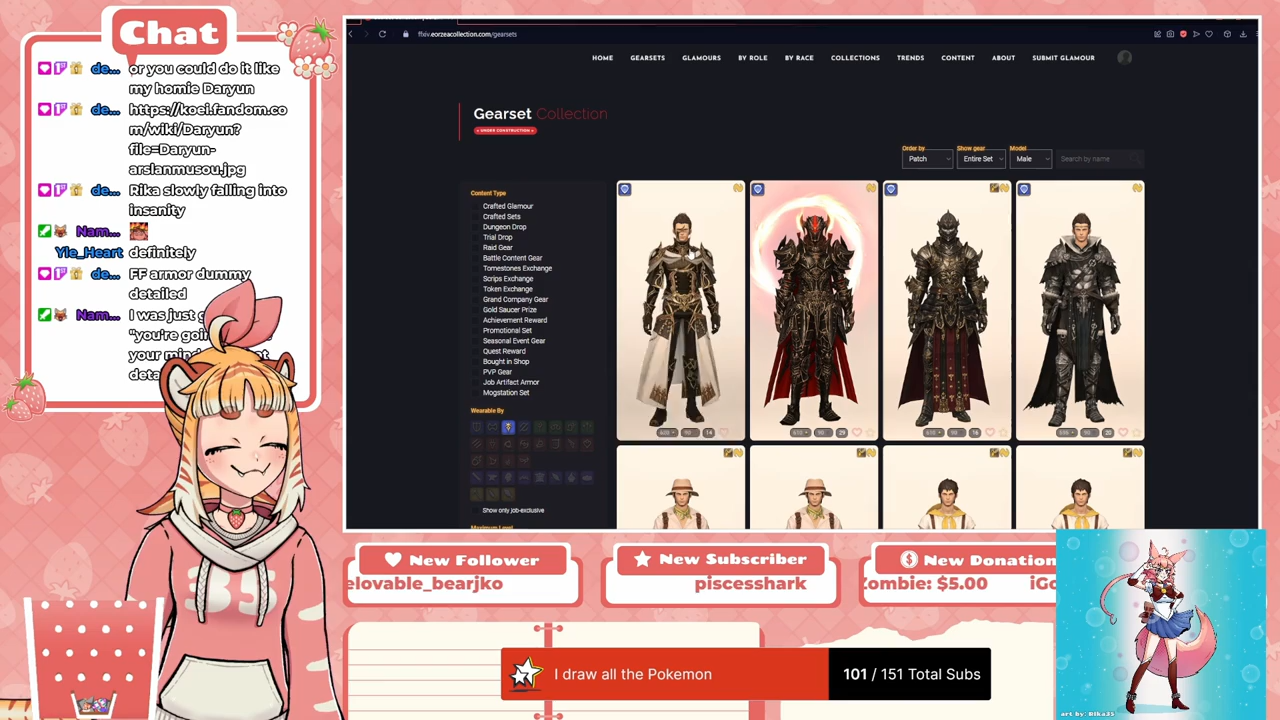 Chat
de... or you could do it like
my homie Daryun
de... https://koei.fandom.co
m/wiki/Daryun?
file=Daryun-
arslanmusou.jpg
de... Rika slowly falling into
insanity
Nam...
Yle_Heart definitely
de... FF armor dummy
detailed
Nam... I was just
"you're
your
deta
ffxiv.eorzeacollection.com/gearsets
HOME GEARSETS GLAMOURS BY ROLE BY RACE COLLECTIONS TRENDS CONTENT ABOUT SUBMIT GLAMOUR
Gearset Collection
UNDER CONSTRUCTION
Order by Show gear Model
Patch Entire Set Male Search by name
Content Type
Crafted Glamour
Crafted Sets
Dungeon Drop
Trial Drop
Raid Gear
Battle Content Gear
Tomestones Exchange
Scrips Exchange
Token Exchange
Grand Company Gear
Gold Saucer Prize
Achievement Reward
Promotional Set
Seasonal Event Gear
Quest Reward
Bought in Shop
PVP Gear
Job Artifact Armor
Mogstation Set
Wearable By
Show only job-exclusive
Maximum Level
35
New Follower
elovable_bearjko
New Subscriber
piscesshark
New Donation
Zombie: $5.00 iGo
I draw all the Pokemon
101 / 151 Total Subs
art by: Rika35